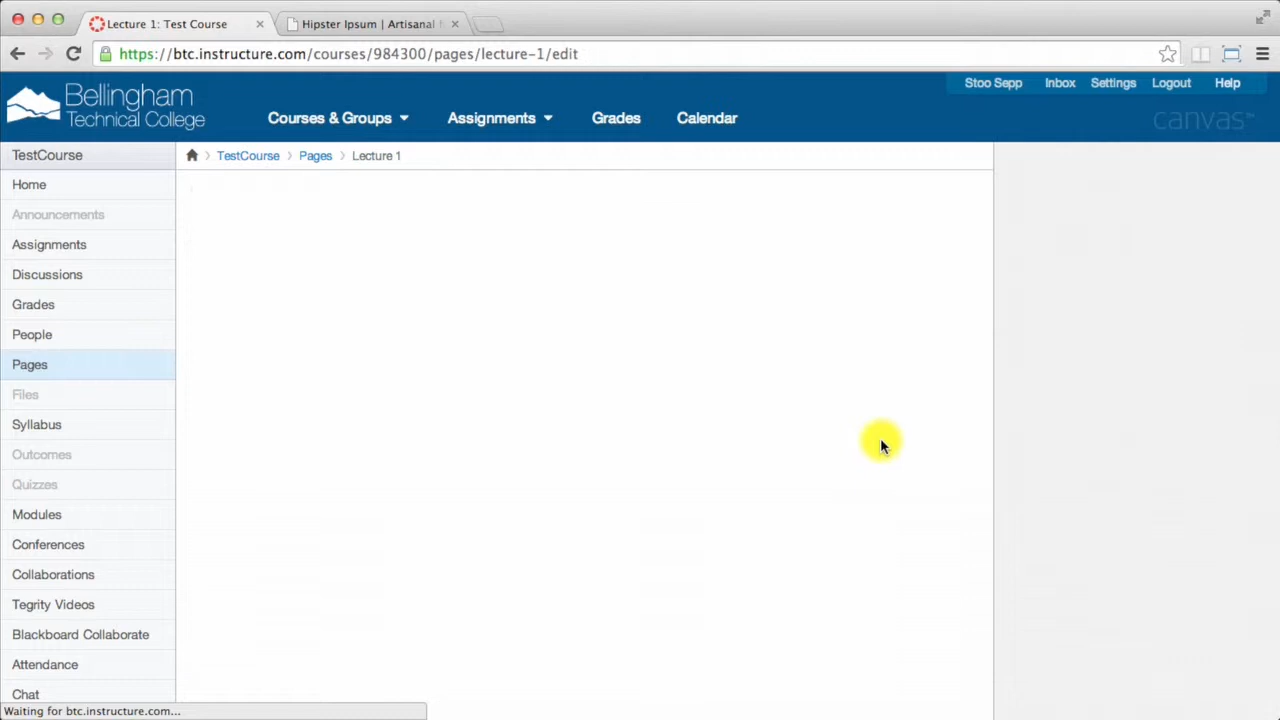 Lecture 1: Test Course
Hipster Ipsum | Artisanal
https://btc.instructure.com/courses/984300/pages/lecture-1/edit
Bellingham
Technical College
Courses & Groups
Assignments
Grades
Calendar
Stoo Sepp
Inbox
Settings
Logout
Help
canvas
TestCourse
TestCourse
Pages
Lecture 1
Home
Announcements
Assignments
Discussions
Grades
People
Pages
Files
Syllabus
Outcomes
Quizzes
Modules
Conferences
Collaborations
Tegrity Videos
Blackboard Collaborate
Attendance
Chat
Waiting for btc.instructure.com...